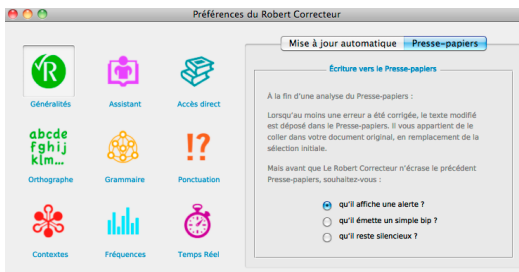 Préférences du Robert Correcteur
Mise à jour automatique
Presse-papiers
Généralités
Assistant
Accès direct
abcde
fghij
klm...
!?
Orthographe
Grammaire
Ponctuation
Contextes
Fréquences
Temps Réel
Écriture vers le Presse-papiers
À la fin d'une analyse du Presse-papiers :
Lorsqu'au moins une erreur a été corrigée, le texte modifié
est déposé dans le Presse-papiers. Il vous appartient de le
coller dans votre document original, en remplacement de la
sélection initiale.
Mais avant que Le Robert Correcteur n'écrase le précédent
Presse-papiers, souhaitez-vous :
qu'il affiche une alerte ?
qu'il émette un simple bip ?
qu'il reste silencieux ?